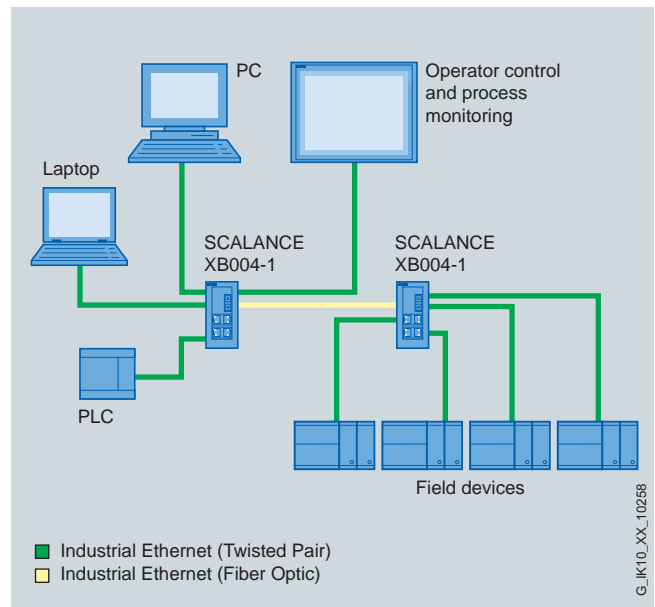 PC
Operator control
and process
monitoring
Laptop
SCALANCE
XB004-1
SCALANCE
XB004-1
PLC
Field devices
Industrial Ethernet (Twisted Pair)
Industrial Ethernet (Fiber Optic)
G_IK10_XX_10258